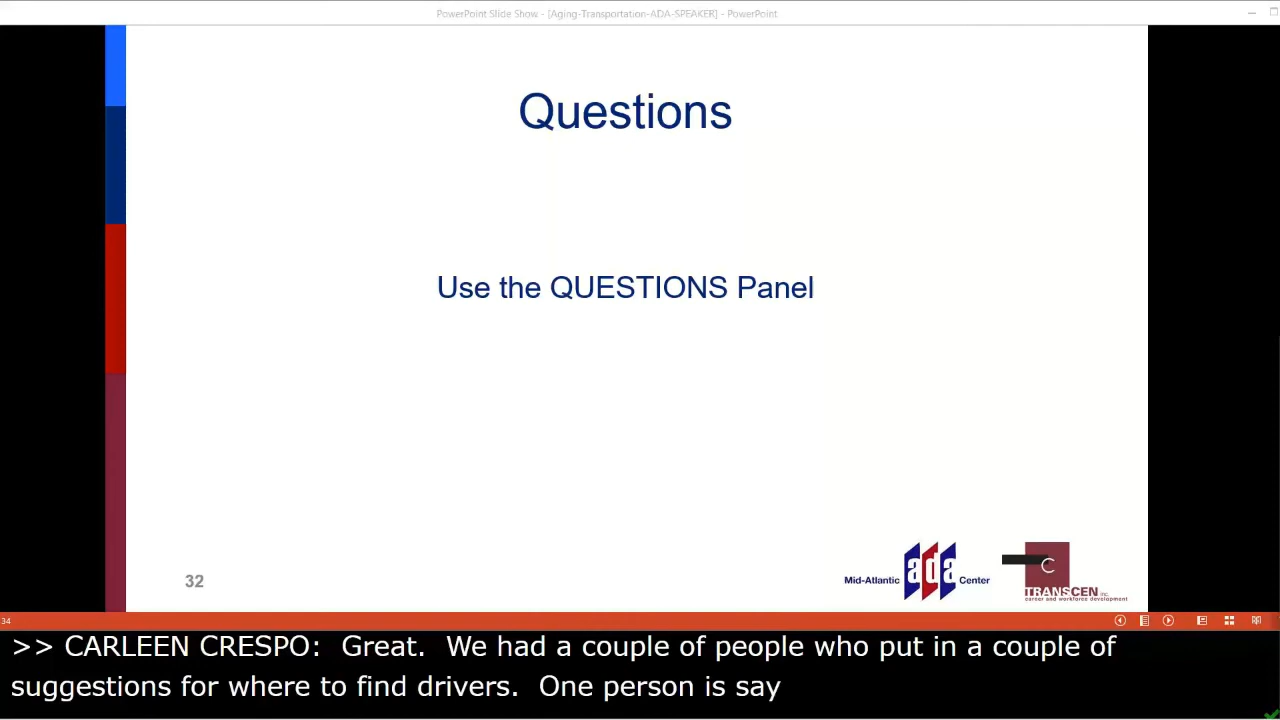 PowerPoint Slide Show - [Aging-Transportation-ADA-SPEAKER] - PowerPoint
Questions
Use the QUESTIONS Panel
32
Mid-Atlantic ada Center
C
TRANSCEN inc.
career and workforce development
34
>> CARLEEN CRESPO:  Great.  We had a couple of people who put in a couple of
suggestions for where to find drivers.  One person is say